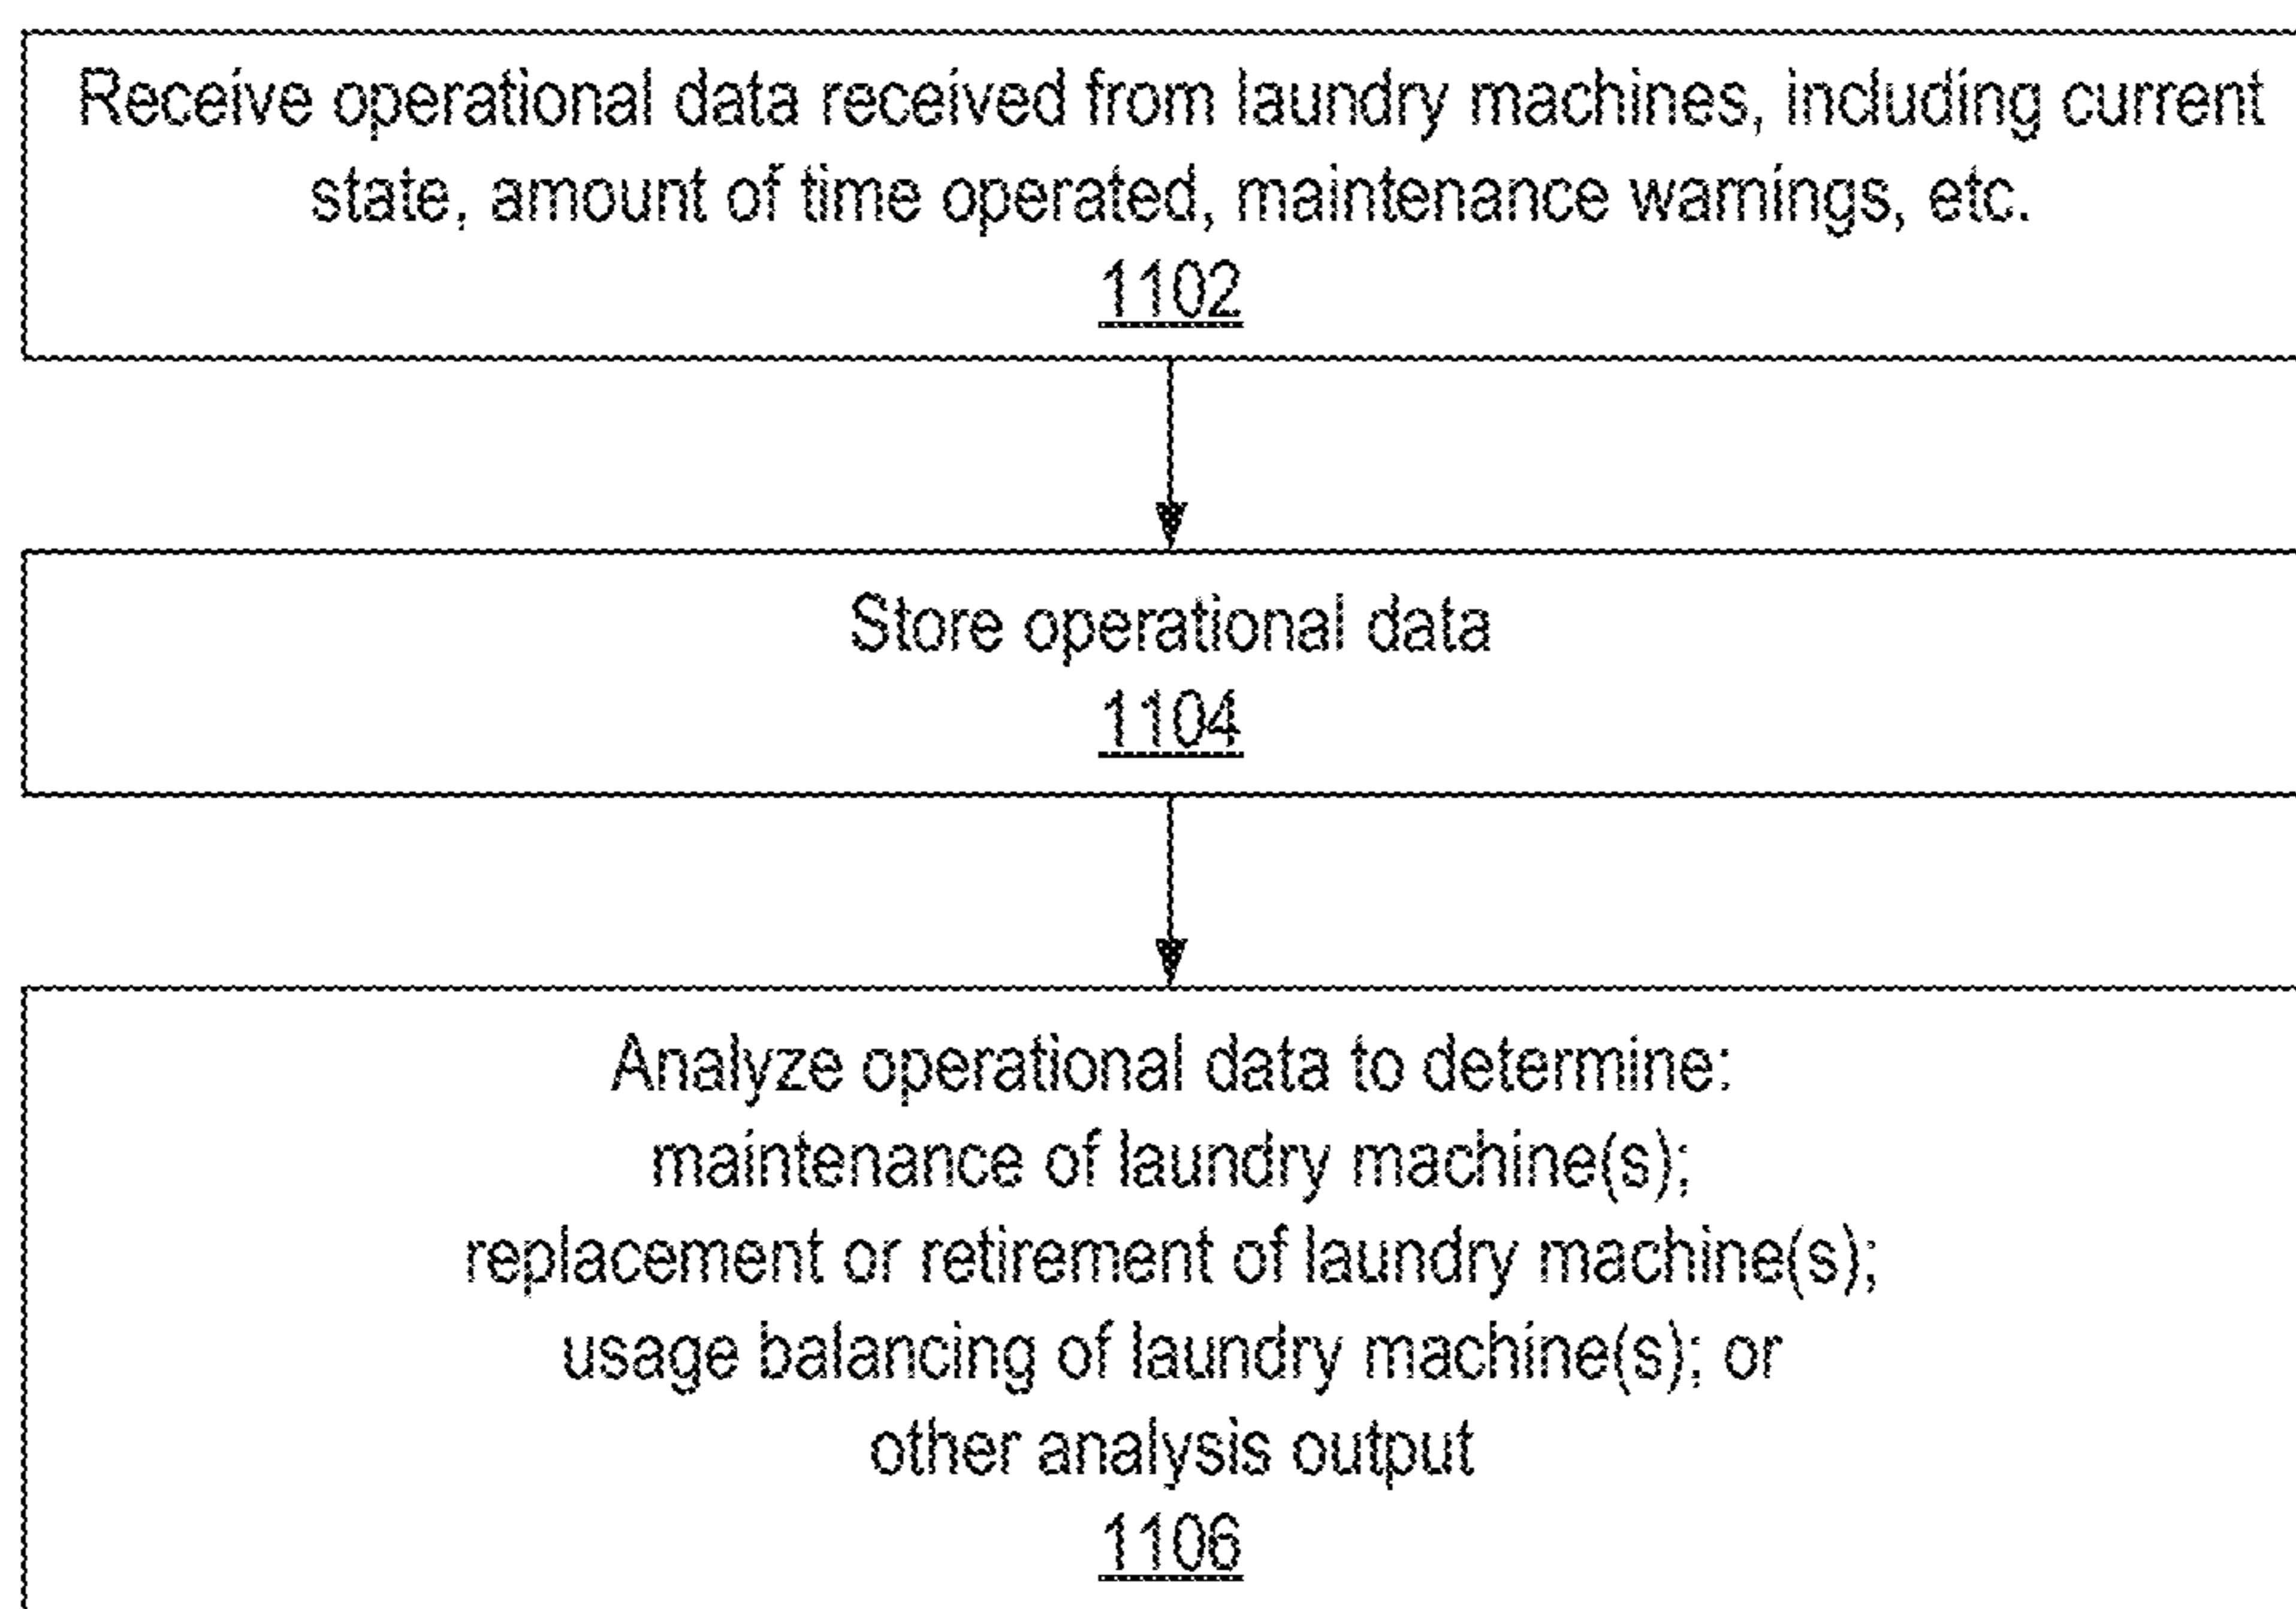 Receive operational data received from laundry machines, including current
state, amount of time operated, maintenance warnings, etc.
1102
Store operational data
1104
Analyze operational data to determine:
maintenance of laundry machine(s);
replacement or retirement of laundry machine(s);
usage balancing of laundry machine(s); or
other analysis output
1106